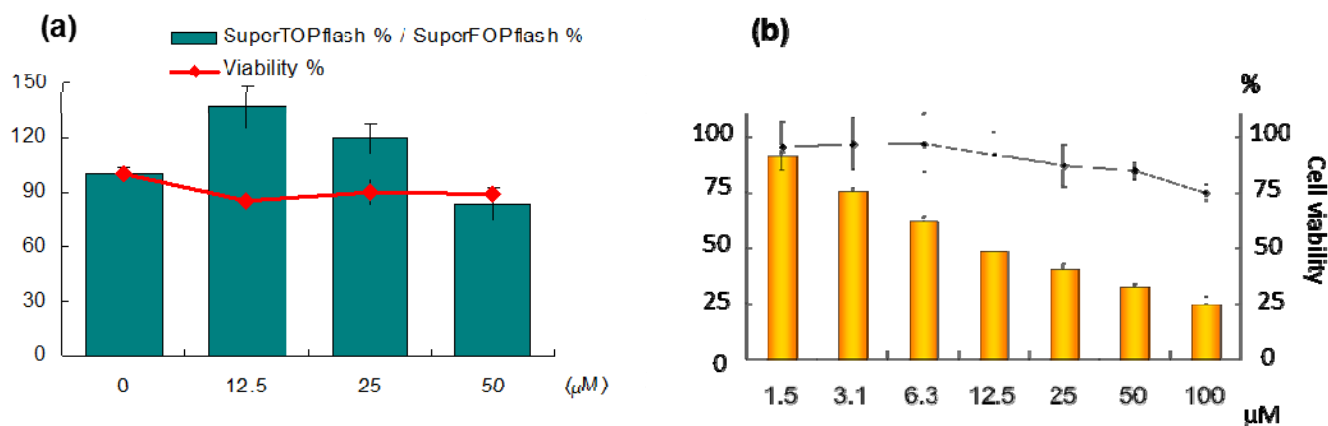 (a)
SuperTOPflash % / SuperFOPflash %
Viability %
150
120
90
60
30
0
0 12.5 25 50 (μM)
(b)
%
100 100
75 75
50 50
25 25
0 0
Cell viability
1.5 3.1 6.3 12.5 25 50 100
μM